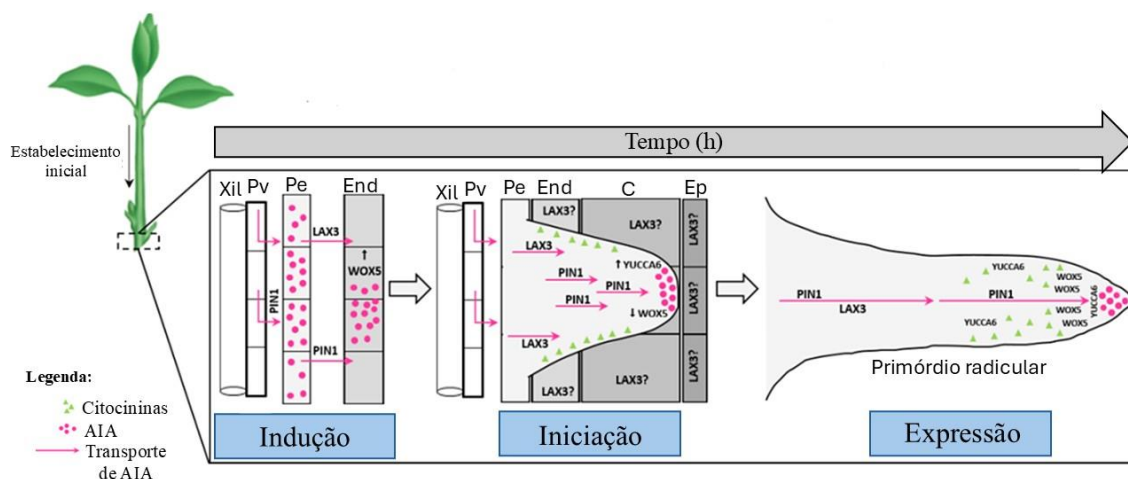 Tempo (h)
Estabelecimento
inicial
Xil Pv Pe End
LAX3
↑
WOX5
PIN1
PIN1
Indução
Xil Pv Pe End C Ep
LAX3?
LAX3?
LAX3?
LAX3
↑ YUCCA6
PIN1
PIN1
PIN1
LAX3?
↓ WOX5
LAX3
LAX3?
LAX3?
LAX3?
Iniciação
YUCCA6
WOX5
WOX5
PIN1
PIN1
YUCCA6
LAX3
WOX5
YUCCA6
WOX5
WOX5
Primórdio radicular
Expressão
Legenda:
Citocininas
AIA
Transporte
de AIA